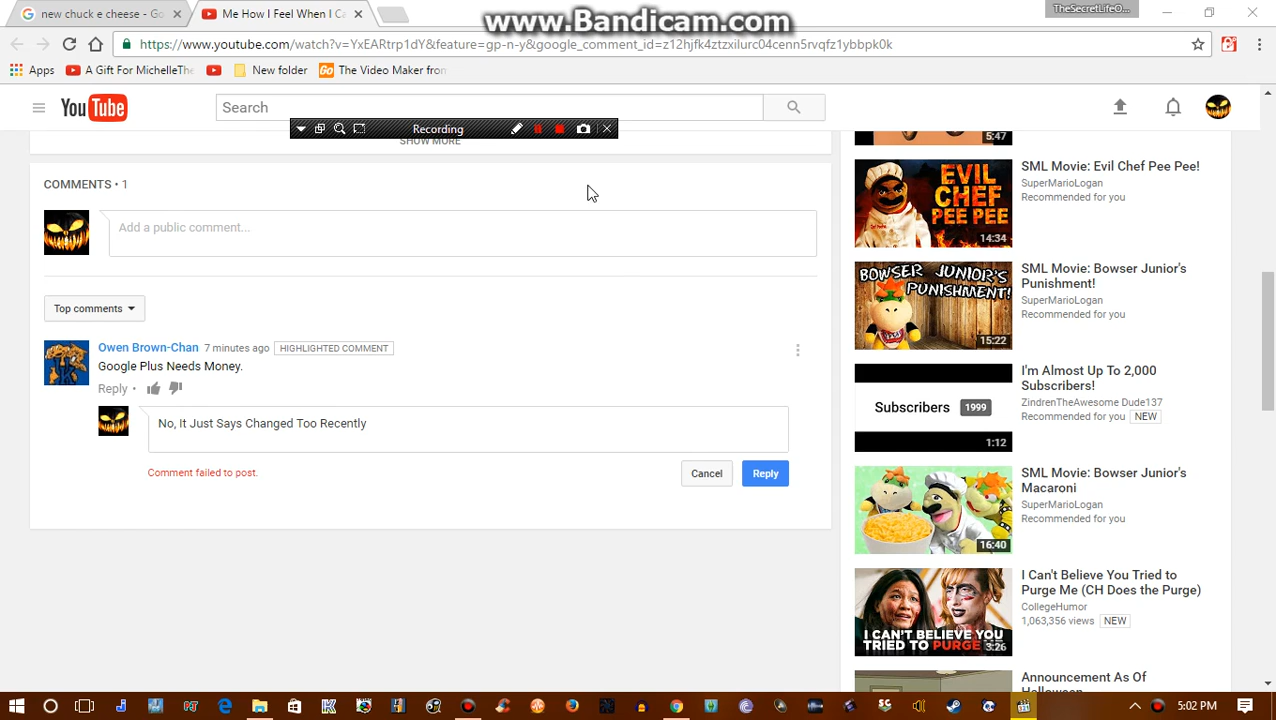 www.Bandicam.com
new chuck e cheese - Go
Me How I Feel When I Ca
TheSecretLifeO...
https://www.youtube.com/watch?v=YxEARtrp1dY&feature=gp-n-y&google_comment_id=z12hjfk4ztzxilurc04cenn5rvqfz1ybbpk0k
Apps
A Gift For MichelleThe
New folder
Go
The Video Maker from
YouTube
Search
Recording
SHOW MORE
COMMENTS • 1
Add a public comment...
Top comments
Owen Brown-Chan 7 minutes ago HIGHLIGHTED COMMENT
Google Plus Needs Money.
Reply •
No, It Just Says Changed Too Recently
Comment failed to post.
Cancel
Reply
5:47
EVIL
CHEF
PEE PEE
14:34
SML Movie: Evil Chef Pee Pee!
SuperMarioLogan
Recommended for you
BOWSER JUNIOR'S
PUNISHMENT!
15:22
SML Movie: Bowser Junior's
Punishment!
SuperMarioLogan
Recommended for you
Subscribers 1999
1:12
I'm Almost Up To 2,000
Subscribers!
ZindrenTheAwesome Dude137
Recommended for you NEW
16:40
SML Movie: Bowser Junior's
Macaroni
SuperMarioLogan
Recommended for you
I CAN'T BELIEVE YOU
TRIED TO PURGE
3:26
I Can't Believe You Tried to
Purge Me (CH Does the Purge)
CollegeHumor
1,063,356 views NEW
Announcement As Of
Halloween
5:02 PM